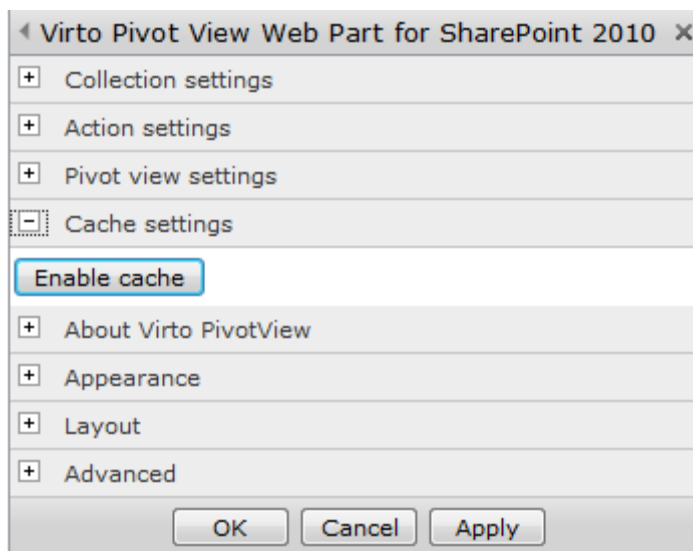 Virto Pivot View Web Part for SharePoint 2010
Collection settings
Action settings
Pivot view settings
Cache settings
Enable cache
About Virto PivotView
Appearance
Layout
Advanced
OK Cancel Apply